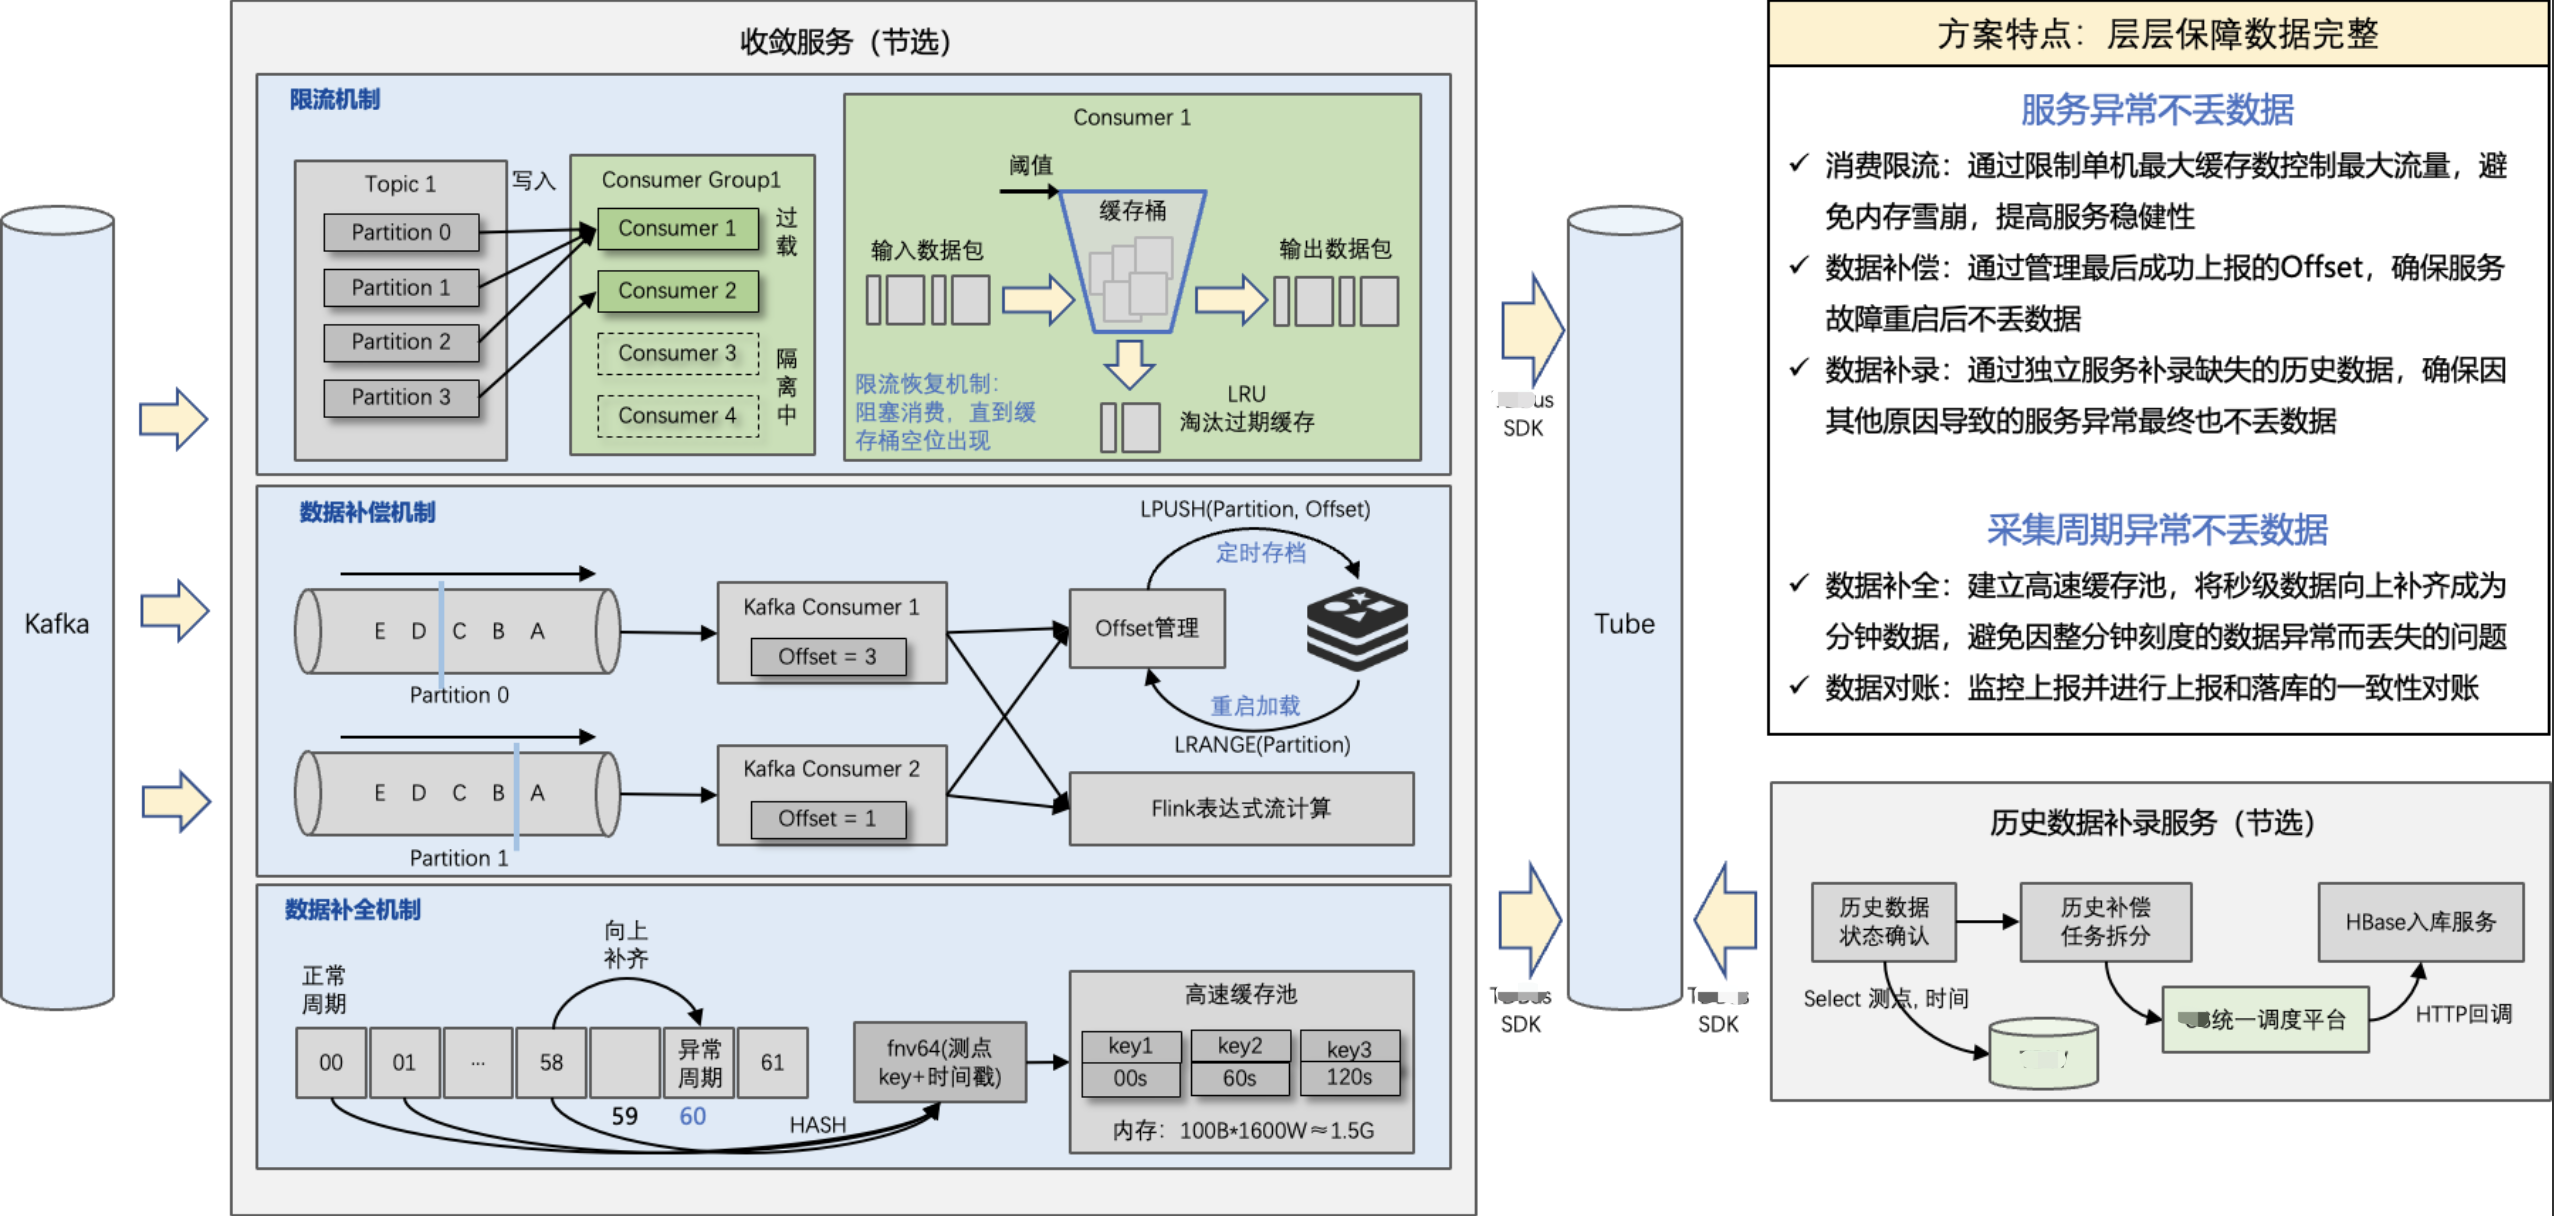 收敛服务（节选）
限流机制
Topic 1
Partition 0
Partition 1
Partition 2
Partition 3
写入
Consumer Group1
Consumer 1
Consumer 2
Consumer 3
Consumer 4
过
载
隔
离
中
Consumer 1
阈值
缓存桶
输入数据包
输出数据包
限流恢复机制：
阻塞消费，直到缓
存桶空位出现
LRU
淘汰过期缓存
Kafka
数据补偿机制
E D C B A
Partition 0
E D C B A
Partition 1
Kafka Consumer 1
Offset = 3
Kafka Consumer 2
Offset = 1
LPUSH(Partition, Offset)
定时存档
Offset管理
重启加载
LRANGE(Partition)
Flink表达式流计算
数据补全机制
向上
补齐
正常
周期
00
01
...
58
异常
周期
61
59
60
HASH
fnv64(测点
key+时间戳)
高速缓存池
key1
00s
key2
60s
key3
120s
内存：100B*1600W≈1.5G
SDK
SDK
Tube
SDK
方案特点：层层保障数据完整
服务异常不丢数据
✓ 消费限流：通过限制单机最大缓存数控制最大流量，避
免内存雪崩，提高服务稳健性
✓ 数据补偿：通过管理最后成功上报的Offset，确保服务
故障重启后不丢数据
✓ 数据补录：通过独立服务补录缺失的历史数据，确保因
其他原因导致的服务异常最终也不丢数据
采集周期异常不丢数据
✓ 数据补全：建立高速缓存池，将秒级数据向上补齐成为
分钟数据，避免因整分钟刻度的数据异常而丢失的问题
✓ 数据对账：监控上报并进行上报和落库的一致性对账
历史数据补录服务（节选）
历史数据
状态确认
历史补偿
任务拆分
HBase入库服务
Select 测点, 时间
统一调度平台
HTTP回调